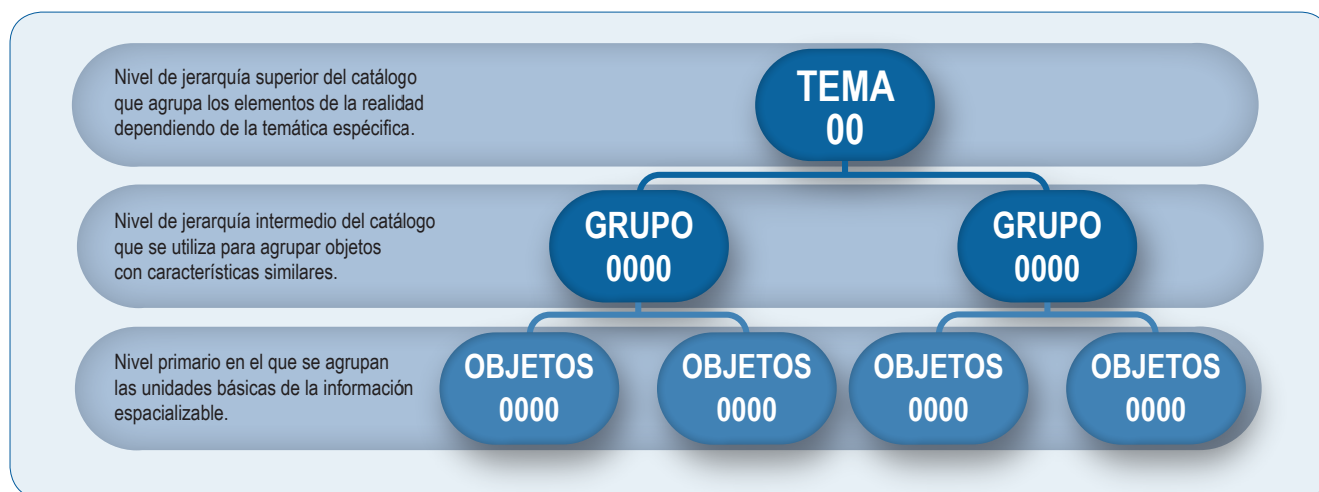 Nivel de jerarquía superior del catálogo
que agrupa los elementos de la realidad
dependiendo de la temática espécifica.
TEMA
00
Nivel de jerarquía intermedio del catálogo
que se utiliza para agrupar objetos
con características similares.
GRUPO
0000
GRUPO
0000
Nivel primario en el que se agrupan
las unidades básicas de la información
espacializable.
OBJETOS
0000
OBJETOS
0000
OBJETOS
0000
OBJETOS
0000